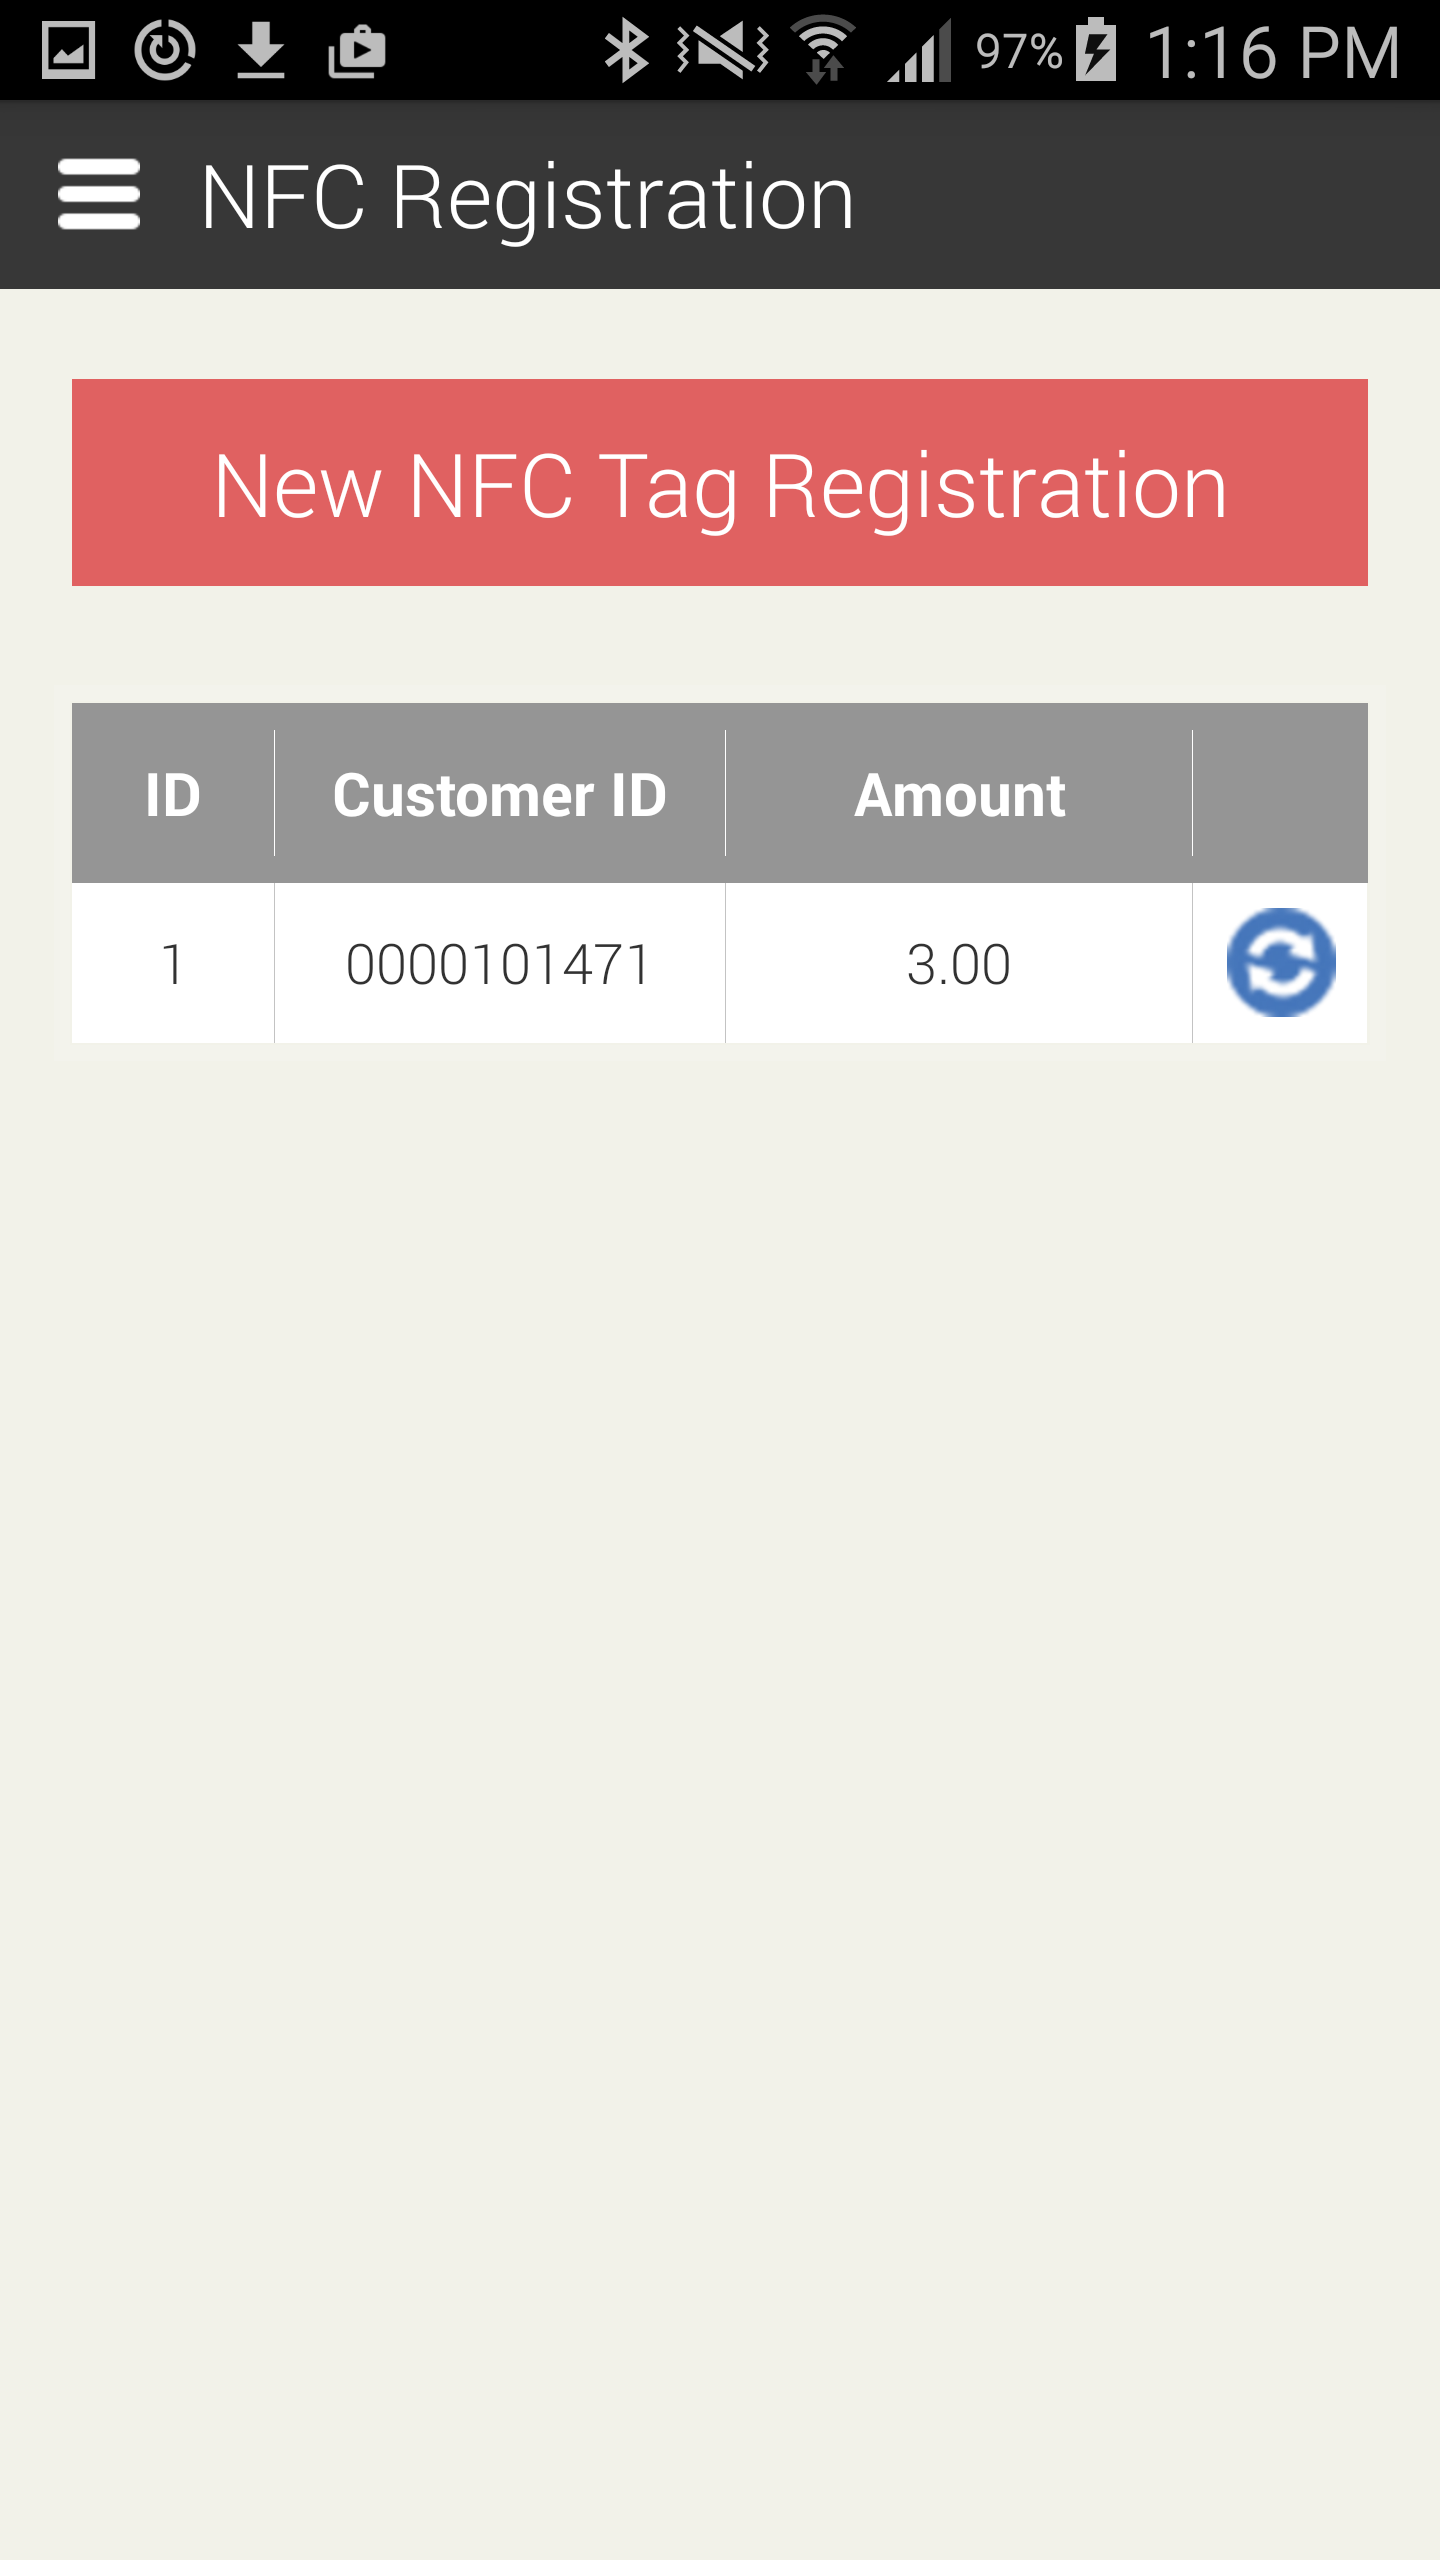 97% 1:16 PM
NFC Registration
New NFC Tag Registration
ID Customer ID Amount
1 0000101471 3.00